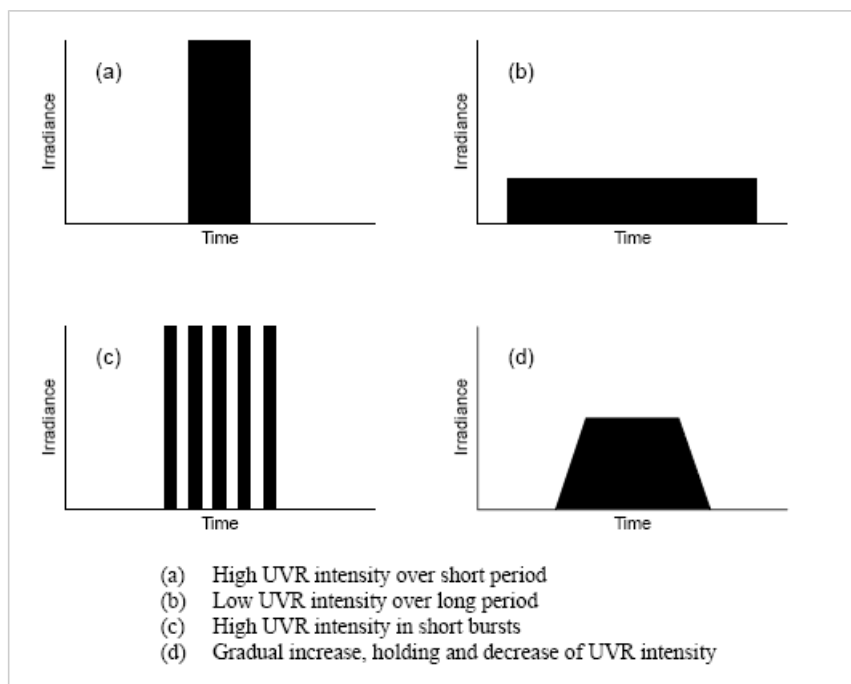 (a)
Irradiance
Time
(b)
Irradiance
Time
(c)
Irradiance
Time
(d)
Irradiance
Time
(a) High UVR intensity over short period
(b) Low UVR intensity over long period
(c) High UVR intensity in short bursts
(d) Gradual increase, holding and decrease of UVR intensity